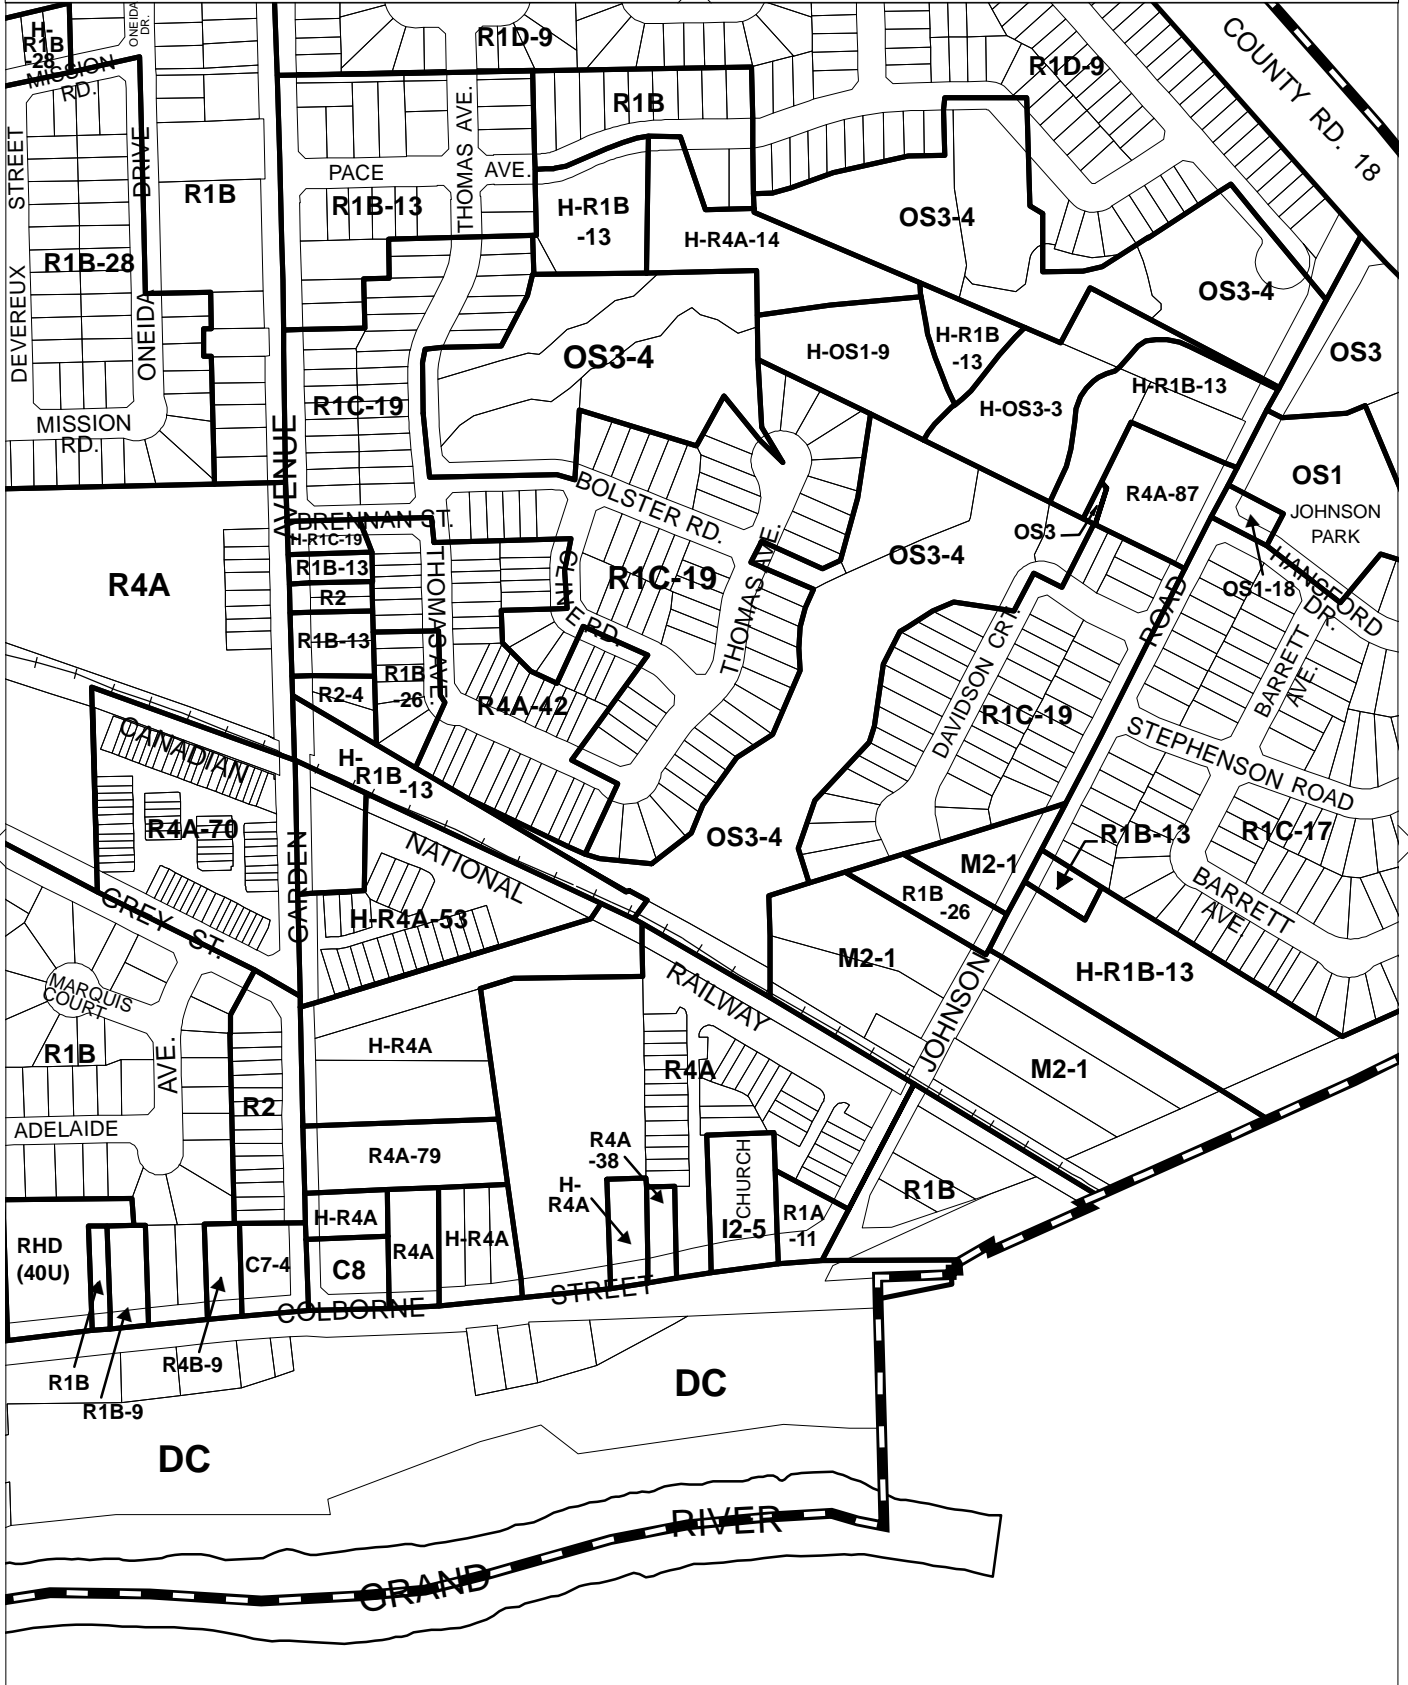 H-
R1B
-28
MISSION
RD.
ONEIDA
DR.
R1D-9
R1D-9
COUNTY RD. 18
R1B
THOMAS AVE.
DEVEREUX STREET
ONEIDA DRIVE
R1B
PACE AVE.
R1B-13
H-R1B
-13
H-R4A-14
OS3-4
R1B-28
OS3-4
OS3-4
H-OS1-9
H-R1B
-13
OS3
H-R1B-13
H-OS3-3
R1C-19
MISSION
RD.
GARDEN AVENUE
OS1
JOHNSON
PARK
R4A-87
BOLSTER RD.
BRENNAN ST.
H-R1C-19
OS3
OS3-4
R1B-13
R4A
R2
THOMAS AVE.
R1C-19
THOMAS AVE.
OS1-18
HANSFORD
DR.
R1B-13
E RD.
R1B
-26
R2-4
R4A-42
DAVIDSON CRT.
R1C-19
JOHNSON ROAD
BARRETT
AVE.
STEPHENSON ROAD
CANADIAN NATIONAL RAILWAY
H-
R1B
-13
R4A-70
OS3-4
R1B-13
R1C-17
M2-1
R1B
-26
BARRETT
AVE.
GREY ST.
H-R4A-53
M2-1
H-R1B-13
MARQUIS
COURT
R1B
AVE.
H-R4A
R4A
M2-1
R2
ADELAIDE
R4A-79
R4A
-38
H-
R4A
CHURCH
I2-5
R1A
-11
R1B
RHD
(40U)
H-R4A
C7-4
C8
R4A
H-R4A
COLBORNE STREET
R1B
R1B-9
R4B-9
DC
DC
GRAND RIVER